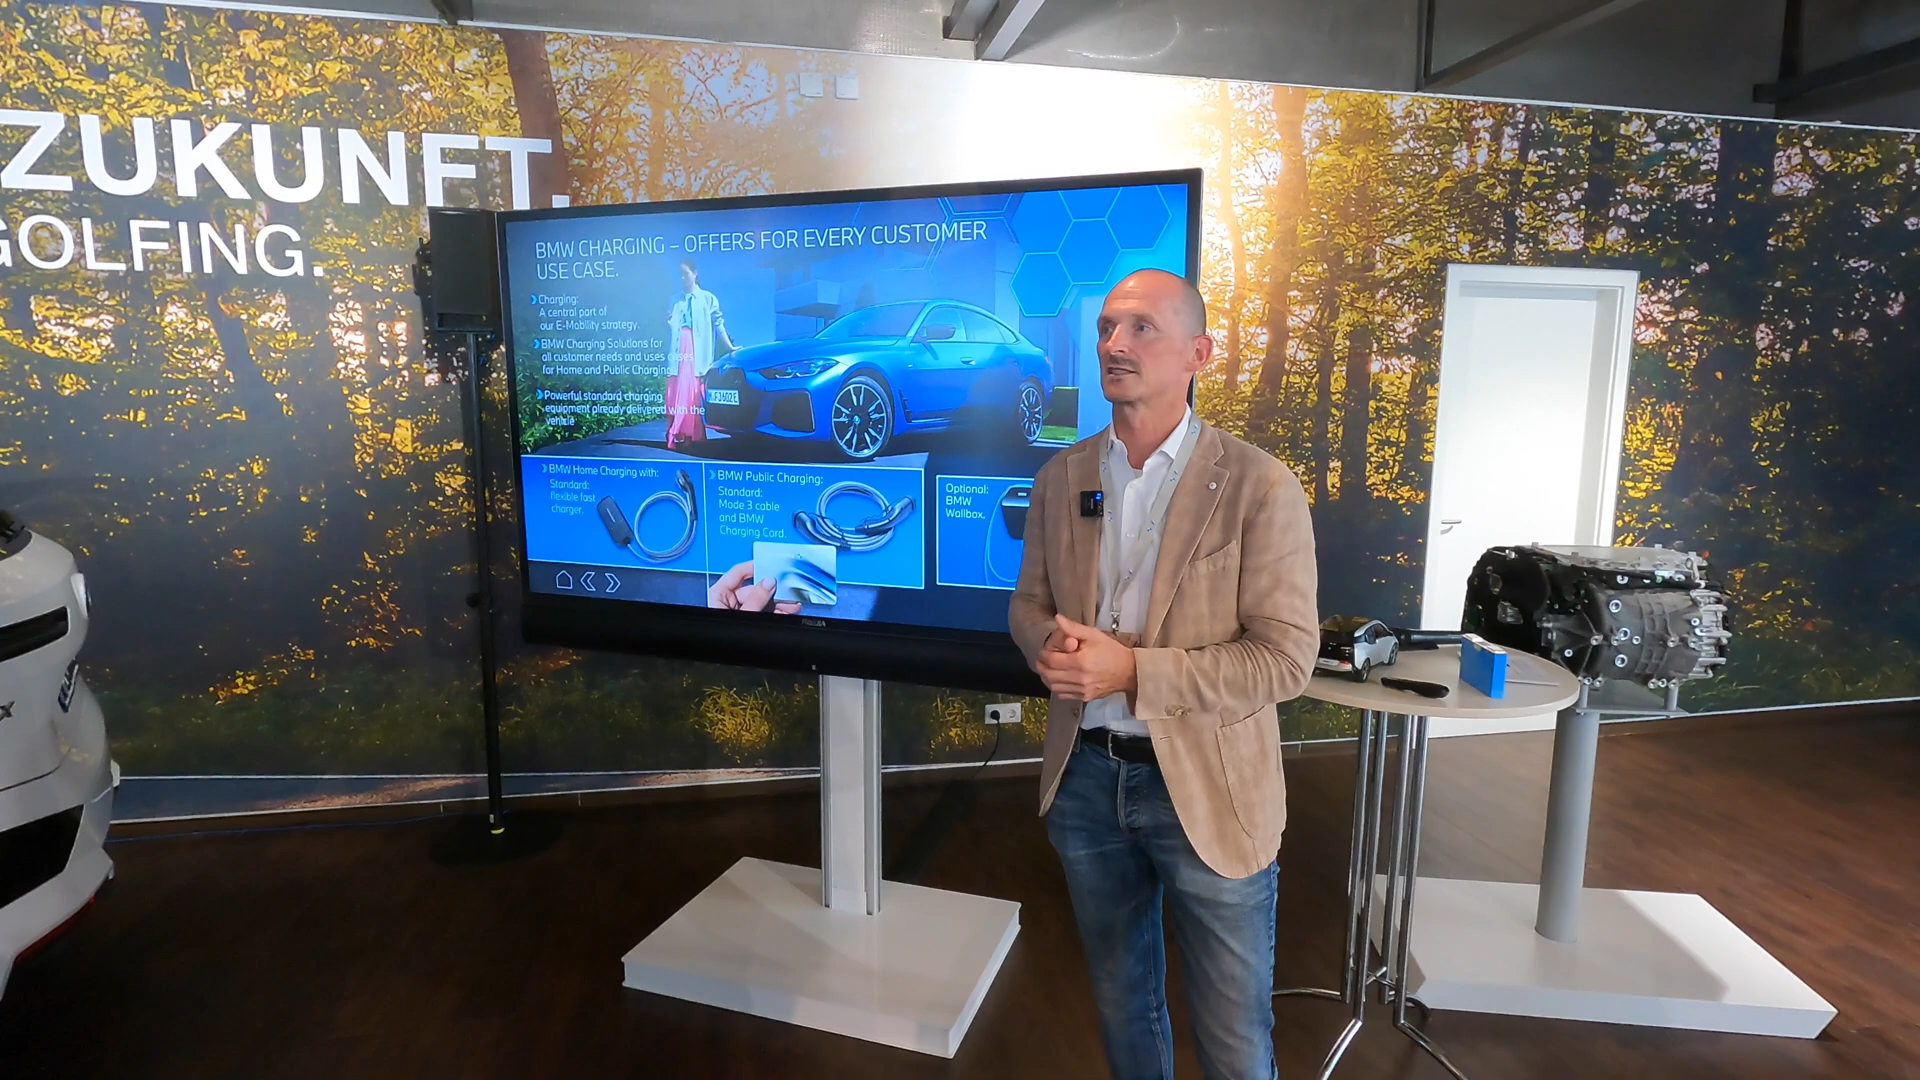 ZUKUNFT.
GOLFING.
BMW CHARGING – OFFERS FOR EVERY CUSTOMER
USE CASE.
Charging:
A central part of
our E-Mobility strategy.
BMW Charging Solutions for
all customer needs and uses cases
for Home and Public Charging
Powerful standard charging
equipment already delivered with the
vehicle
BMW Home Charging with:
Standard:
flexible fast
charger.
BMW Public Charging:
Standard:
Mode 3 cable
and BMW
Charging Card.
Optional:
BMW
Wallbox.